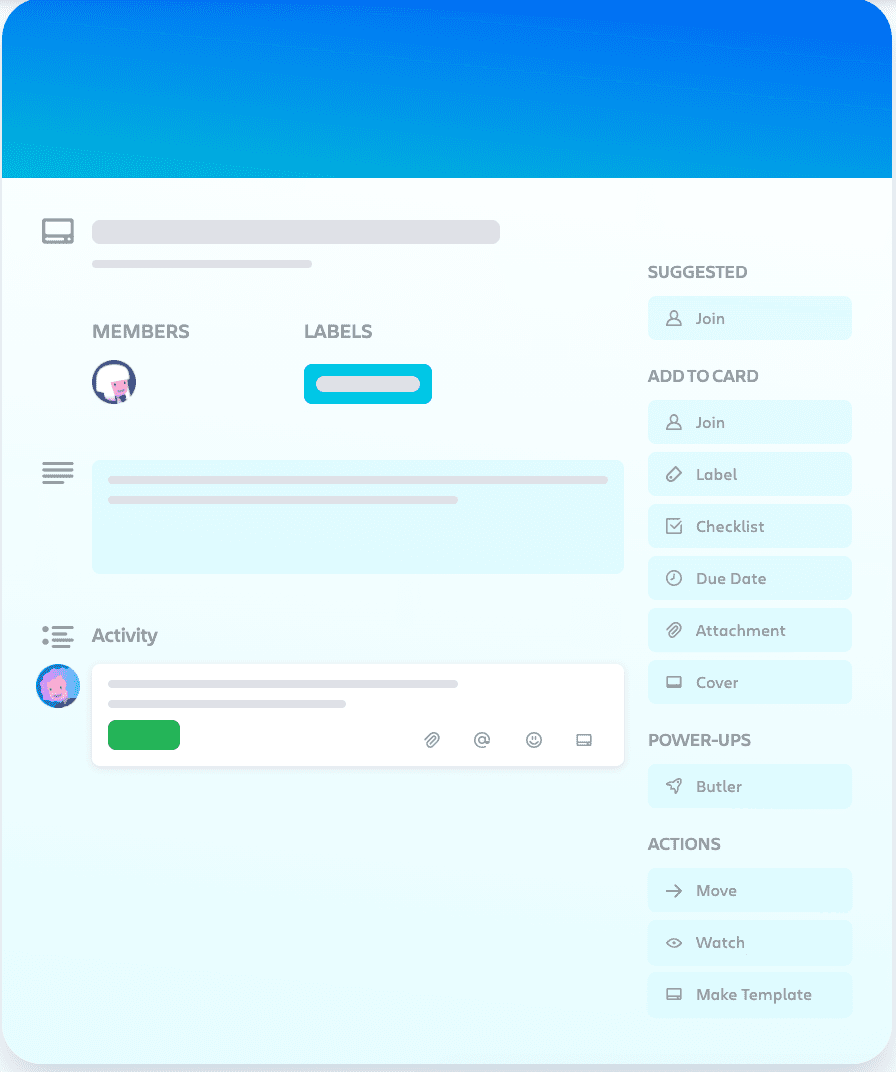 MEMBERS
LABELS
Activity
SUGGESTED
Join
ADD TO CARD
Join
Label
Checklist
Due Date
Attachment
Cover
POWER-UPS
Butler
ACTIONS
Move
Watch
Make Template